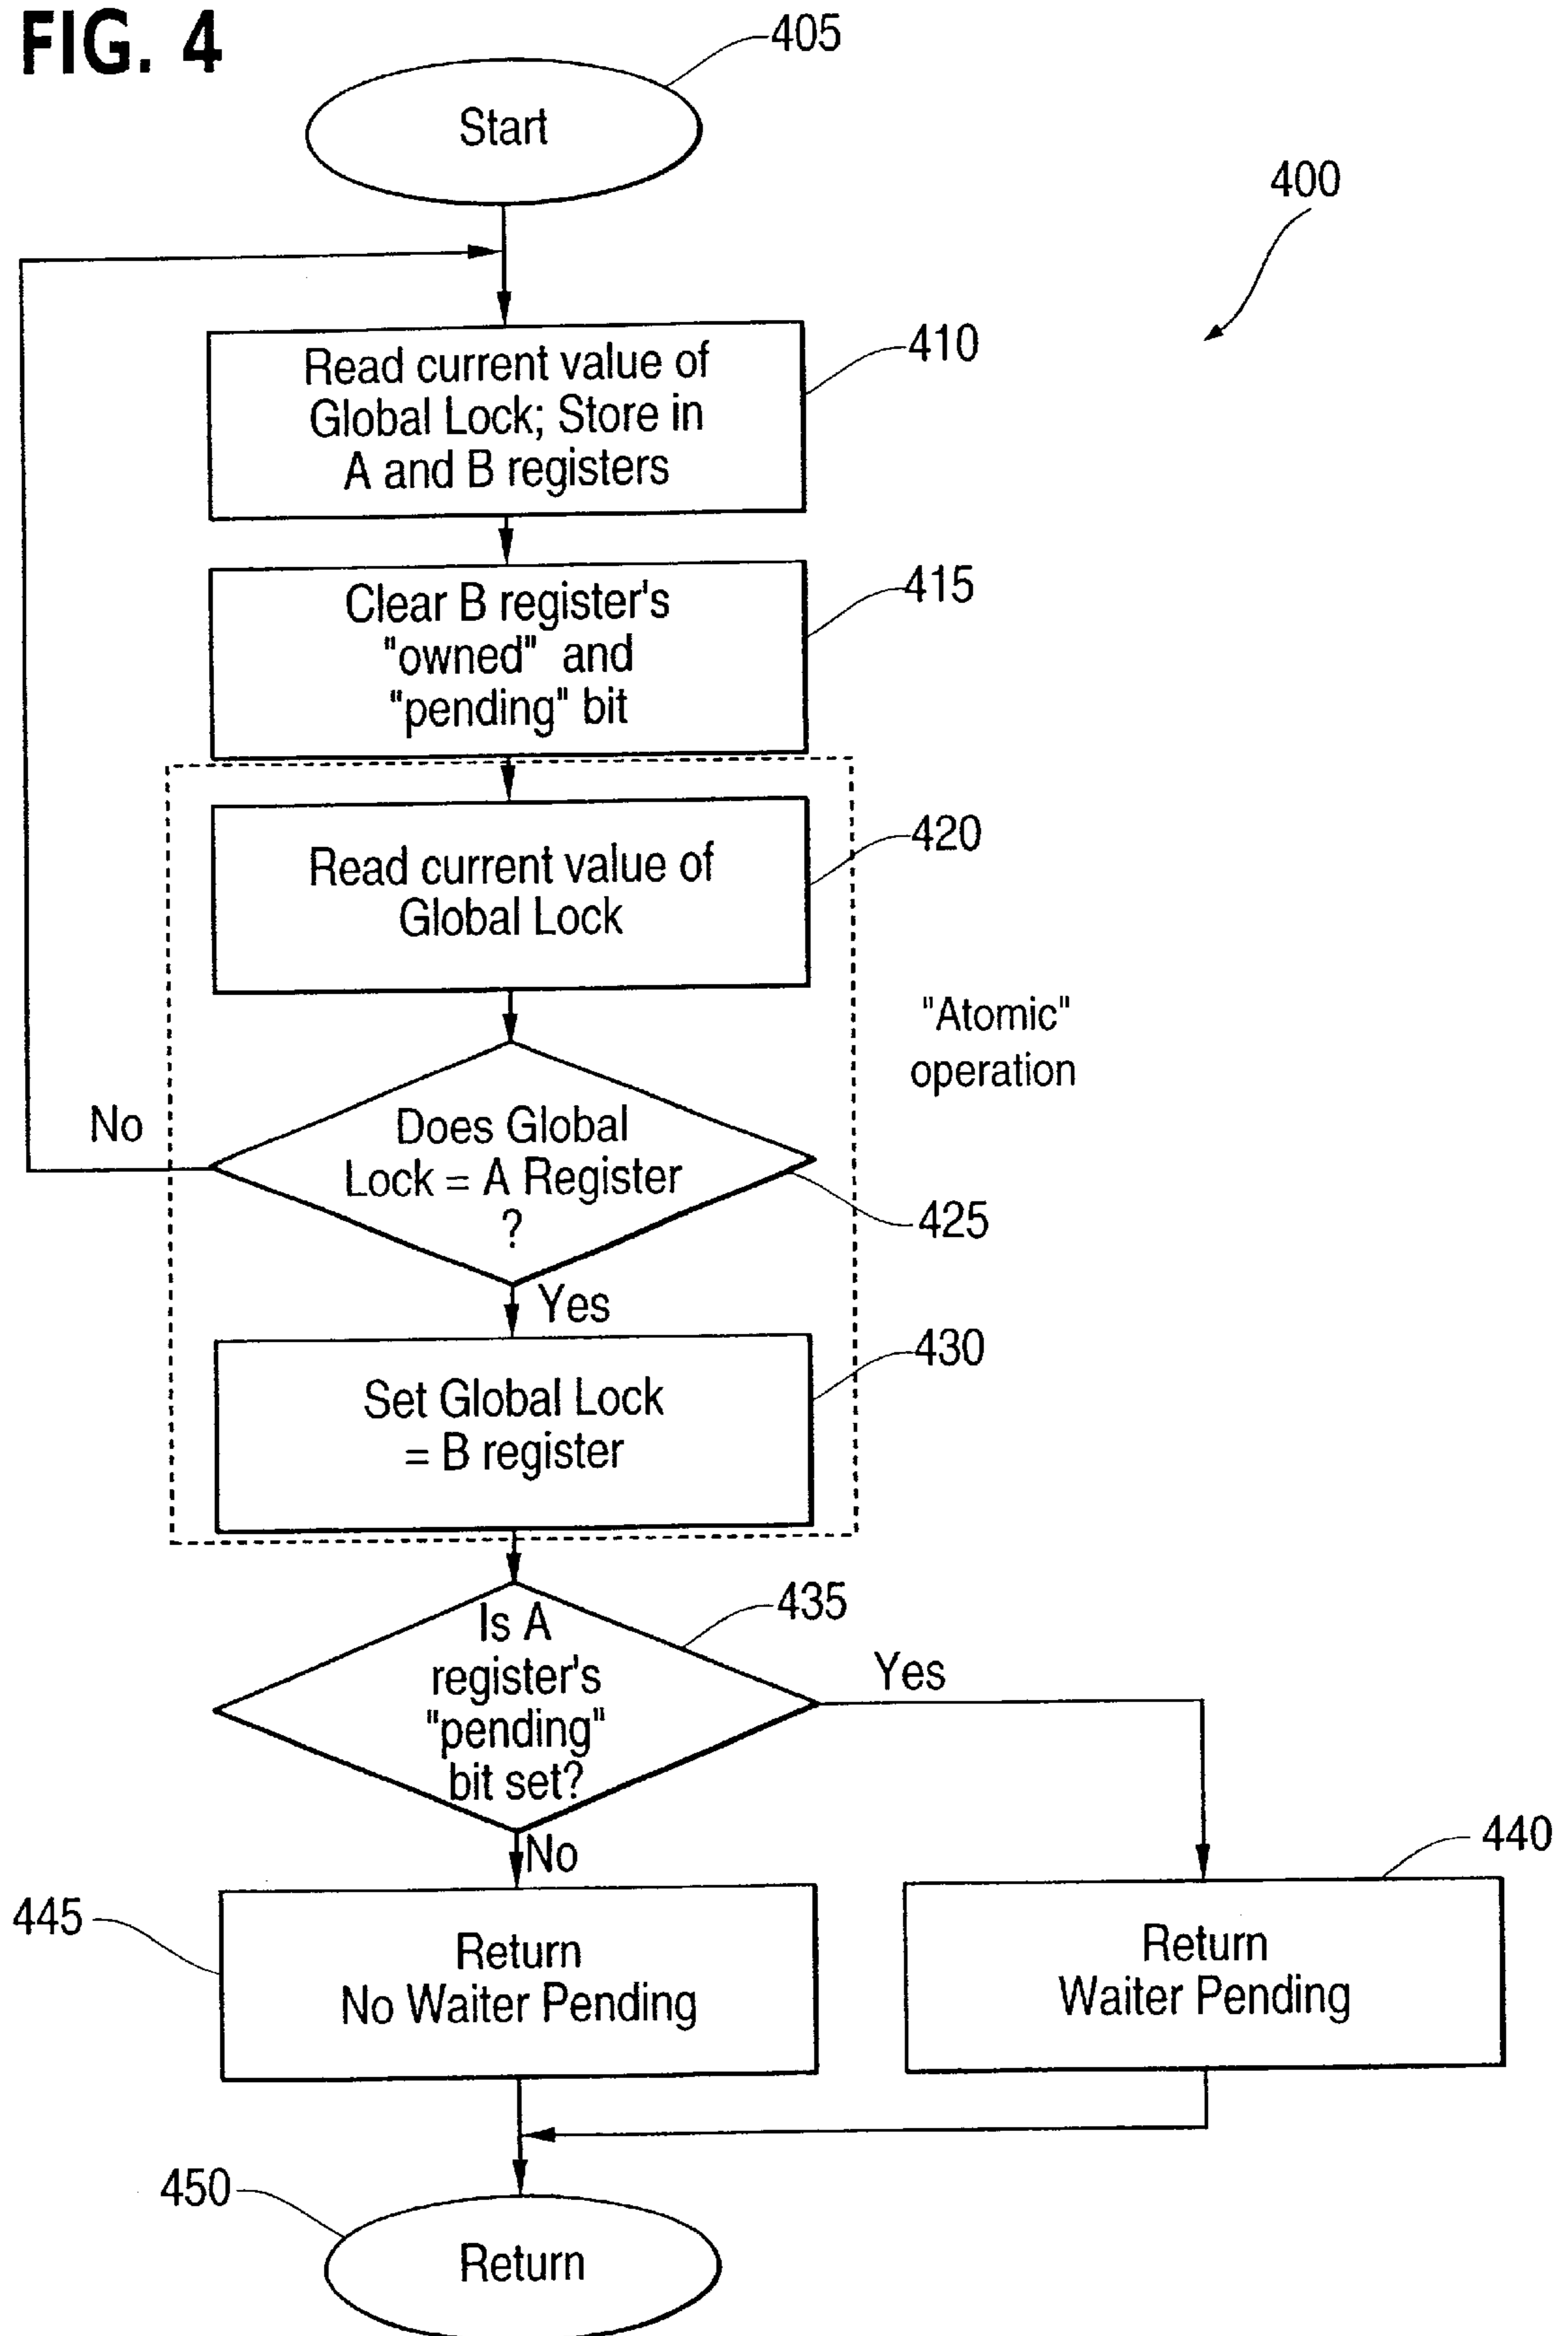 FIG. 4
405
Start
400
410
Read current value of
Global Lock; Store in
A and B registers
415
Clear B register's
"owned" and
"pending" bit
420
Read current value of
Global Lock
"Atomic"
operation
No
Does Global
Lock = A Register
?
425
Yes
430
Set Global Lock
= B register
435
Is A
register's
"pending"
bit set?
Yes
No
440
445
Return
No Waiter Pending
Return
Waiter Pending
450
Return